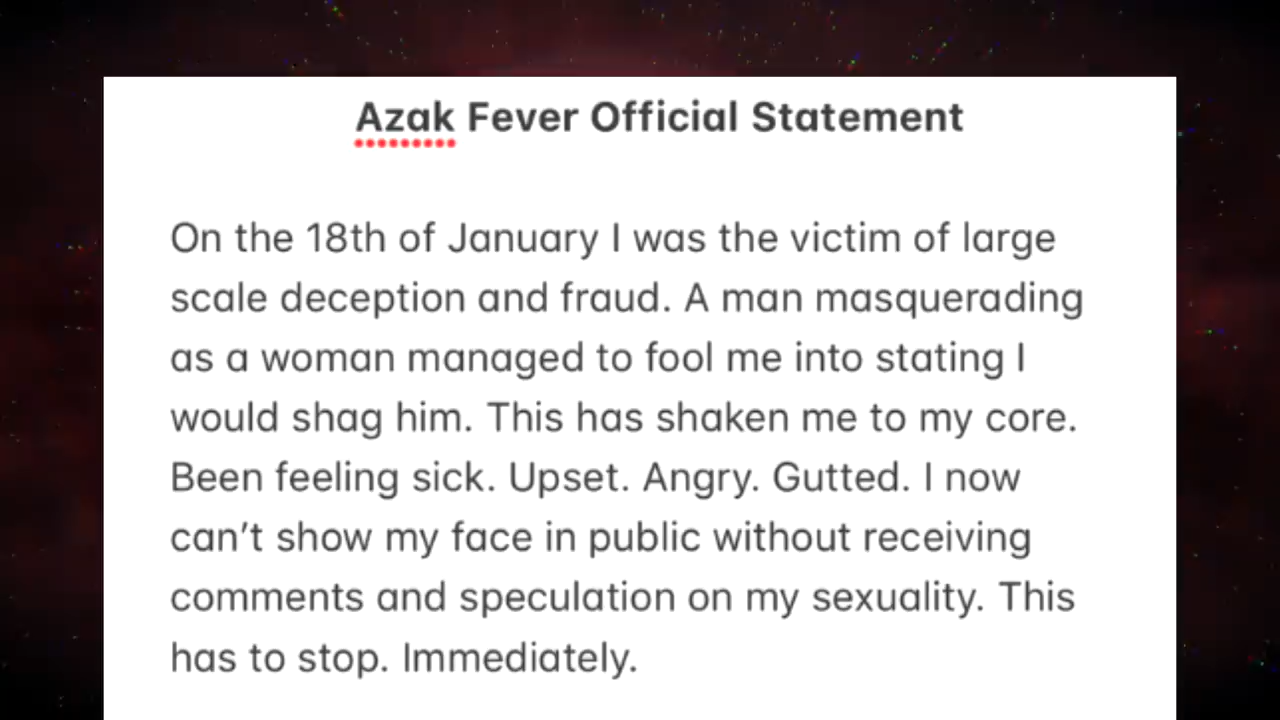 Azak Fever Official Statement
On the 18th of January I was the victim of large
scale deception and fraud. A man masquerading
as a woman managed to fool me into stating I
would shag him. This has shaken me to my core.
Been feeling sick. Upset. Angry. Gutted. I now
can’t show my face in public without receiving
comments and speculation on my sexuality. This
has to stop. Immediately.